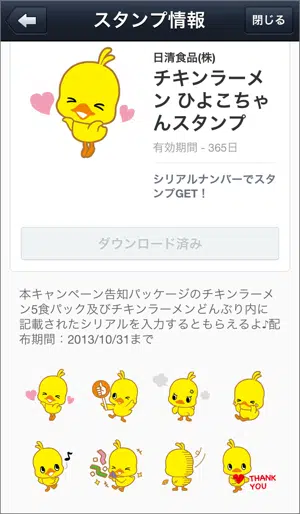 スタンプ情報
閉じる
日清食品(株)
チキンラーメ
ン ひよこちゃ
んスタンプ
有効期間 - 365日
シリアルナンバーでスタ
ンプGET！
ダウンロード済み
本キャンペーン告知パッケージのチキンラーメ
ン5食パック及びチキンラーメンどんぶり内に
記載されたシリアルを入力するともらえるよ♪配
布期間：2013/10/31まで
THANK
YOU